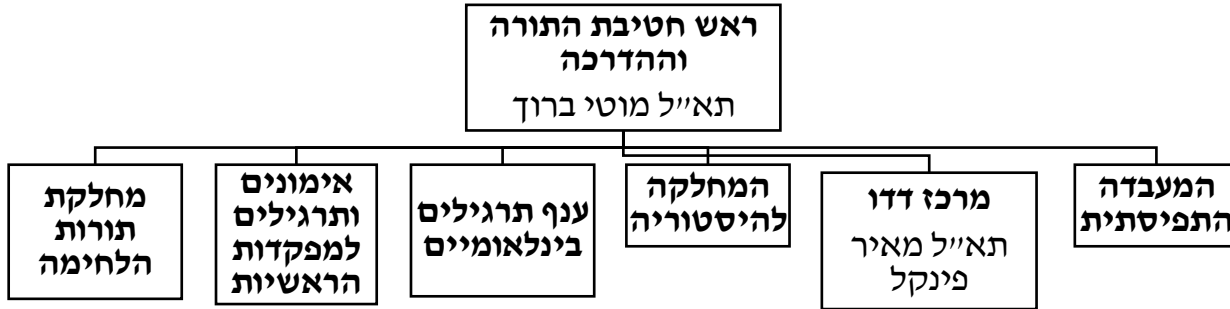 ראש חטיבת התורה
וההדרכה
תא״ל מוטי ברוך
המעבדה
התפיסתית
מרכז דדו
תא״ל מאיר
פינקל
המחלקה
להיסטוריה
ענף תרגילים
בינלאומיים
אימונים
ותרגילים
למפקדות
הראשיות
מחלקת
תורות
הלחימה